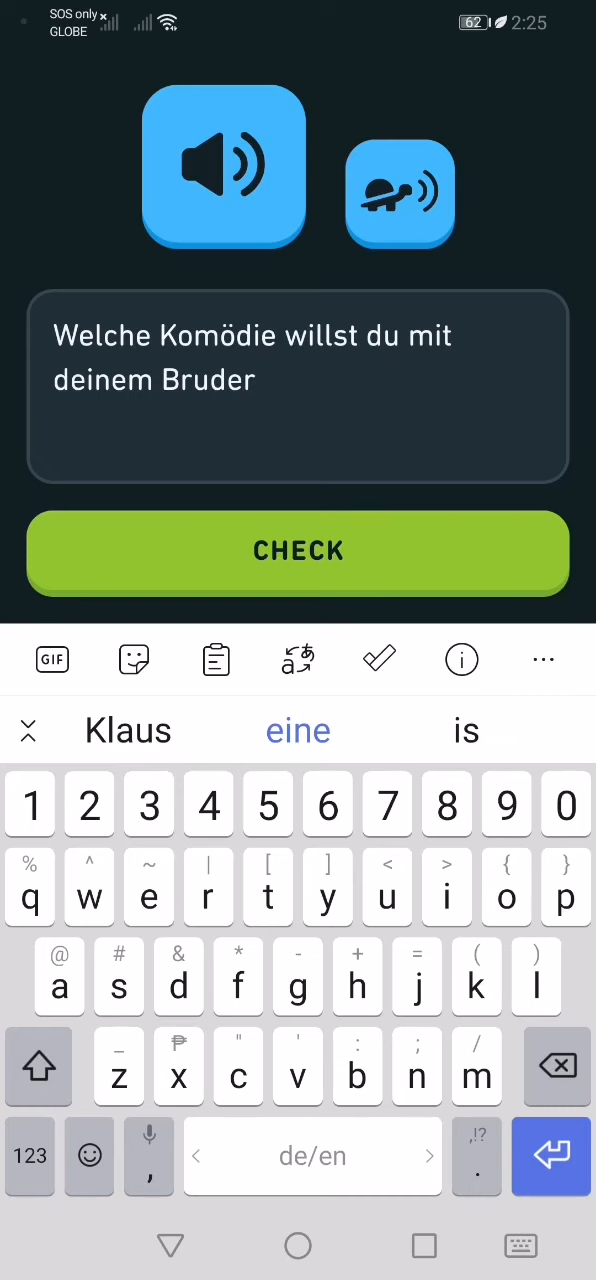 SOS only
GLOBE
62 2:25
Welche Komödie willst du mit
deinem Bruder
CHECK
GIF
Klaus eine is
1 2 3 4 5 6 7 8 9 0
% ^ ~ | [ ] < > { }
q w e r t y u i o p
@ # & * - + = ( )
a s d f g h j k l
_ ₱ " ' : ; /
z x c v b n m
,!?
123 , < de/en > .